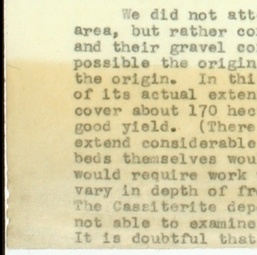 We did not att
area, but rather co
and their gravel co
possible the origin
the origin. In thi
of its actual exten
cover about 170 hec
good yield. (There
extend considerable
beds themselves wou
would require work
vary in depth of fr
The Cassiterite dep
not able to examine
It is doubtful that